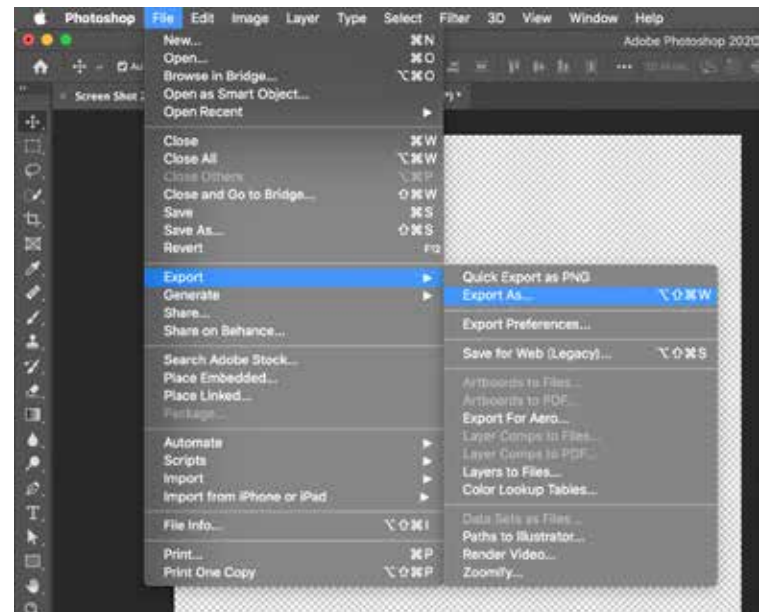 Photoshop File Edit Image Layer Type Select Filter 3D View Window Help
Adobe Photoshop 2020
Screen Shot
New... ⌘N
Open... ⌘O
Browse in Bridge... ⌥⌘O
Open as Smart Object...
Open Recent
Close ⌘W
Close All ⌥⌘W
Close Others ⌥⌘P
Close and Go to Bridge... ⇧⌘W
Save ⌘S
Save As... ⇧⌘S
Revert F12
Export
Generate
Share...
Share on Behance...
Search Adobe Stock...
Place Embedded...
Place Linked...
Package...
Automate
Scripts
Import
Import from iPhone or iPad
File Info... ⌥⇧⌘I
Print... ⌘P
Print One Copy ⌥⇧⌘P
Quick Export as PNG
Export As... ⌥⇧⌘W
Export Preferences...
Save for Web (Legacy)... ⌥⇧⌘S
Artboards to Files...
Artboards to PDF...
Export For Aero...
Layer Comps to Files...
Layer Comps to PDF...
Layers to Files...
Color Lookup Tables...
Data Sets as Files...
Paths to Illustrator...
Render Video...
Zoomify...